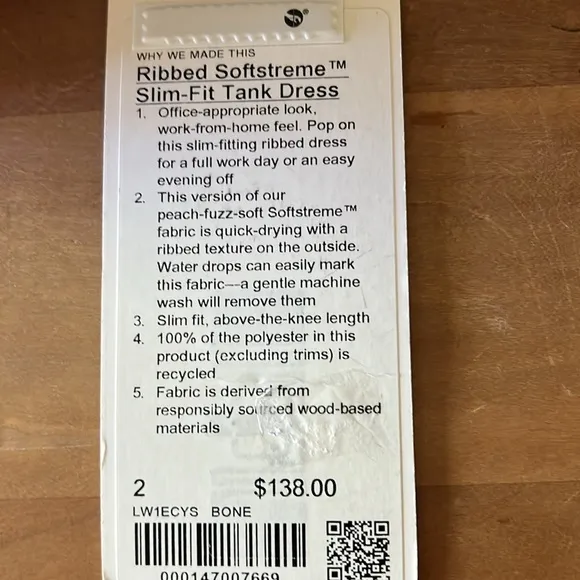 WHY WE MADE THIS
Ribbed Softstreme™
Slim-Fit Tank Dress
1. Office-appropriate look,
work-from-home feel. Pop on
this slim-fitting ribbed dress
for a full work day or an easy
evening off
2. This version of our
peach-fuzz-soft Softstreme™
fabric is quick-drying with a
ribbed texture on the outside.
Water drops can easily mark
this fabric—a gentle machine
wash will remove them
3. Slim fit, above-the-knee length
4. 100% of the polyester in this
product (excluding trims) is
recycled
5. Fabric is derived from
responsibly sourced wood-based
materials
2 $138.00
LW1ECYS BONE
000147007669